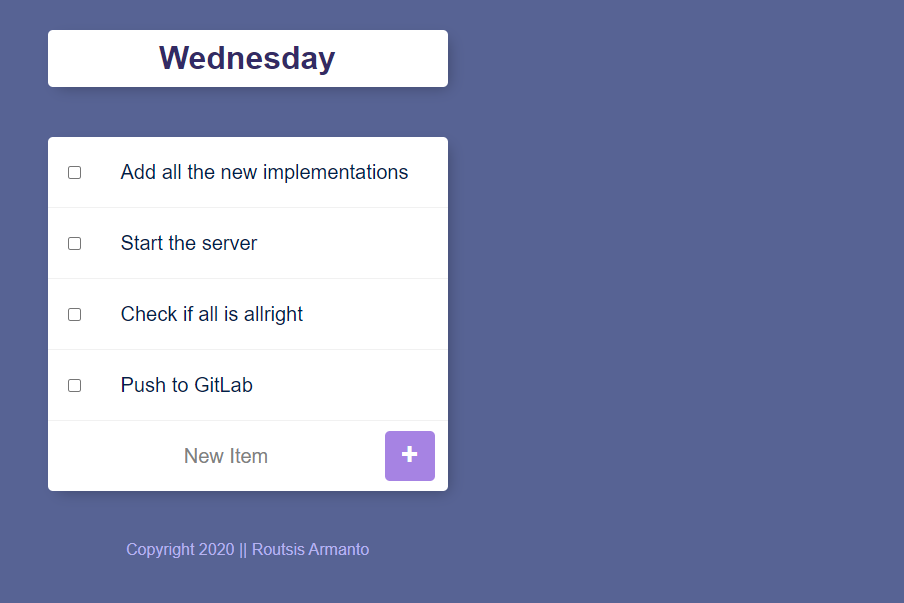 Wednesday
Add all the new implementations
Start the server
Check if all is allright
Push to GitLab
New Item
Copyright 2020 || Routsis Armanto